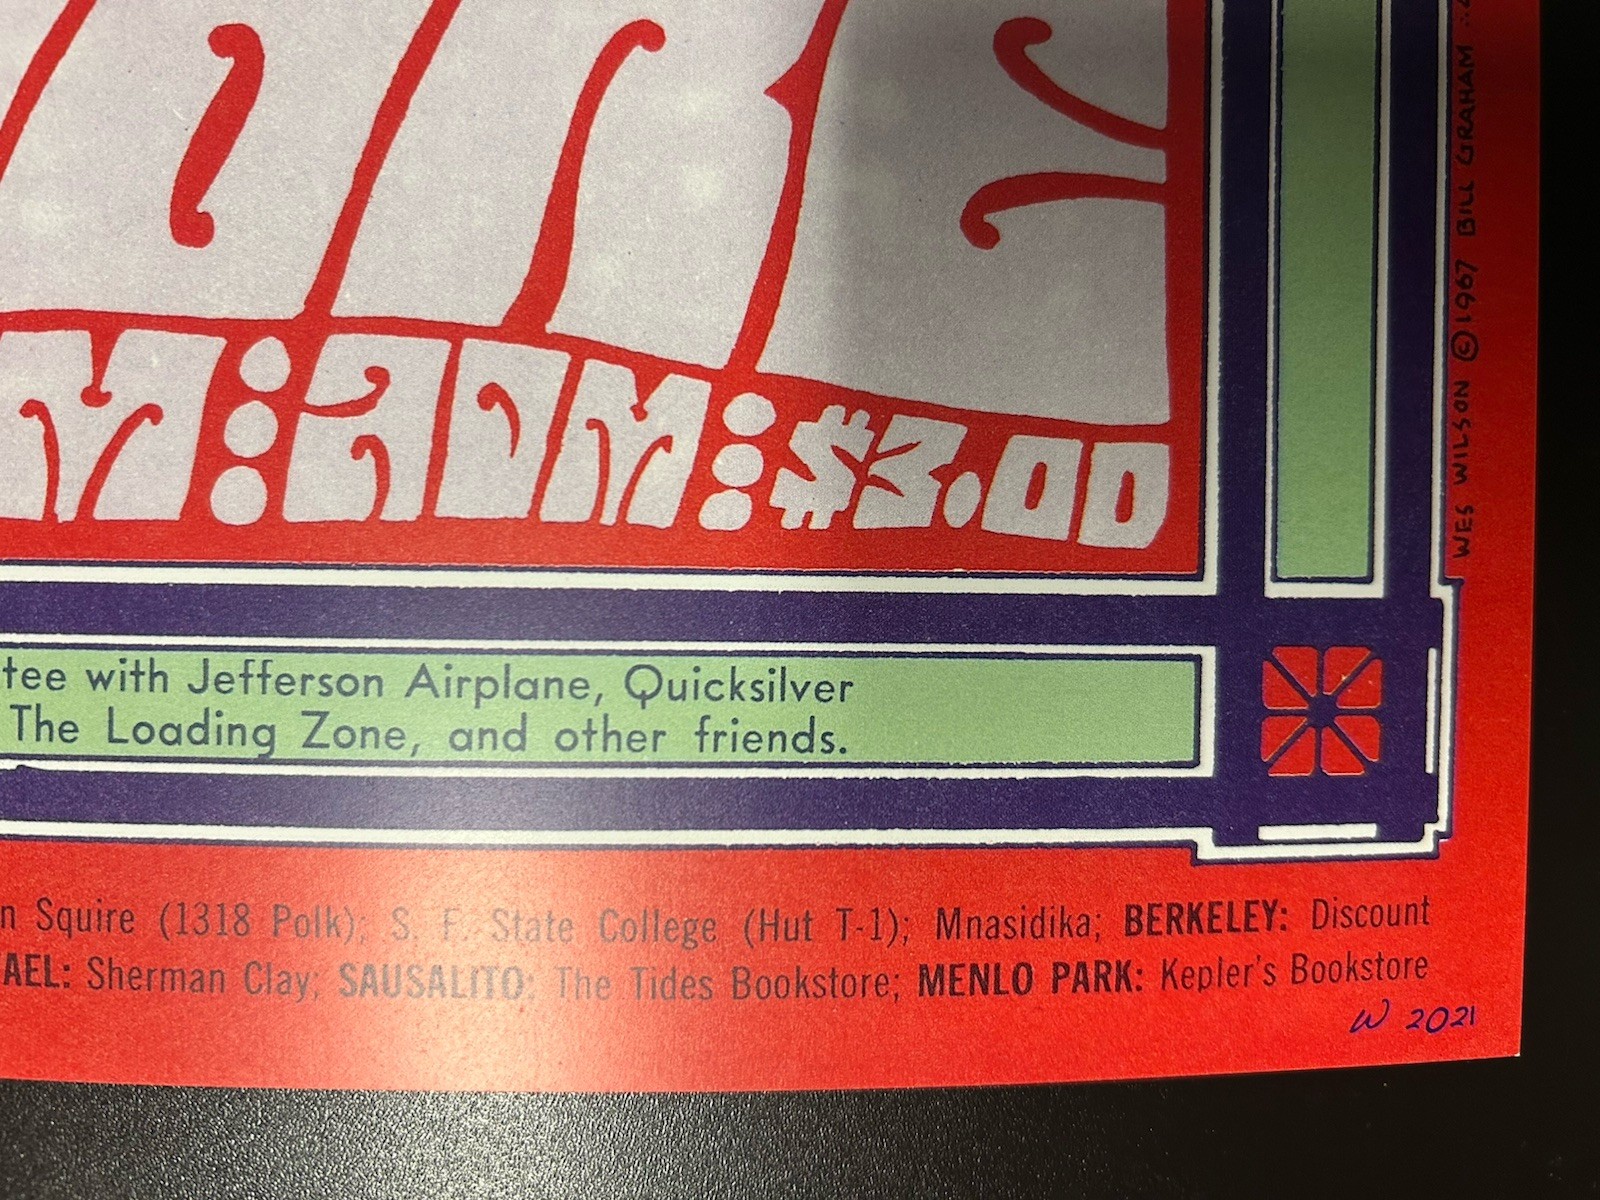 M⋮2AM⋮$3.00
tee with Jefferson Airplane, Quicksilver
The Loading Zone, and other friends.
n Squire (1318 Polk); S. F. State College (Hut T-1); Mnasidika; BERKELEY: Discount
AEL: Sherman Clay; SAUSALITO: The Tides Bookstore; MENLO PARK: Kepler's Bookstore
W 2021
WES WILSON © 1967 BILL GRAHAM